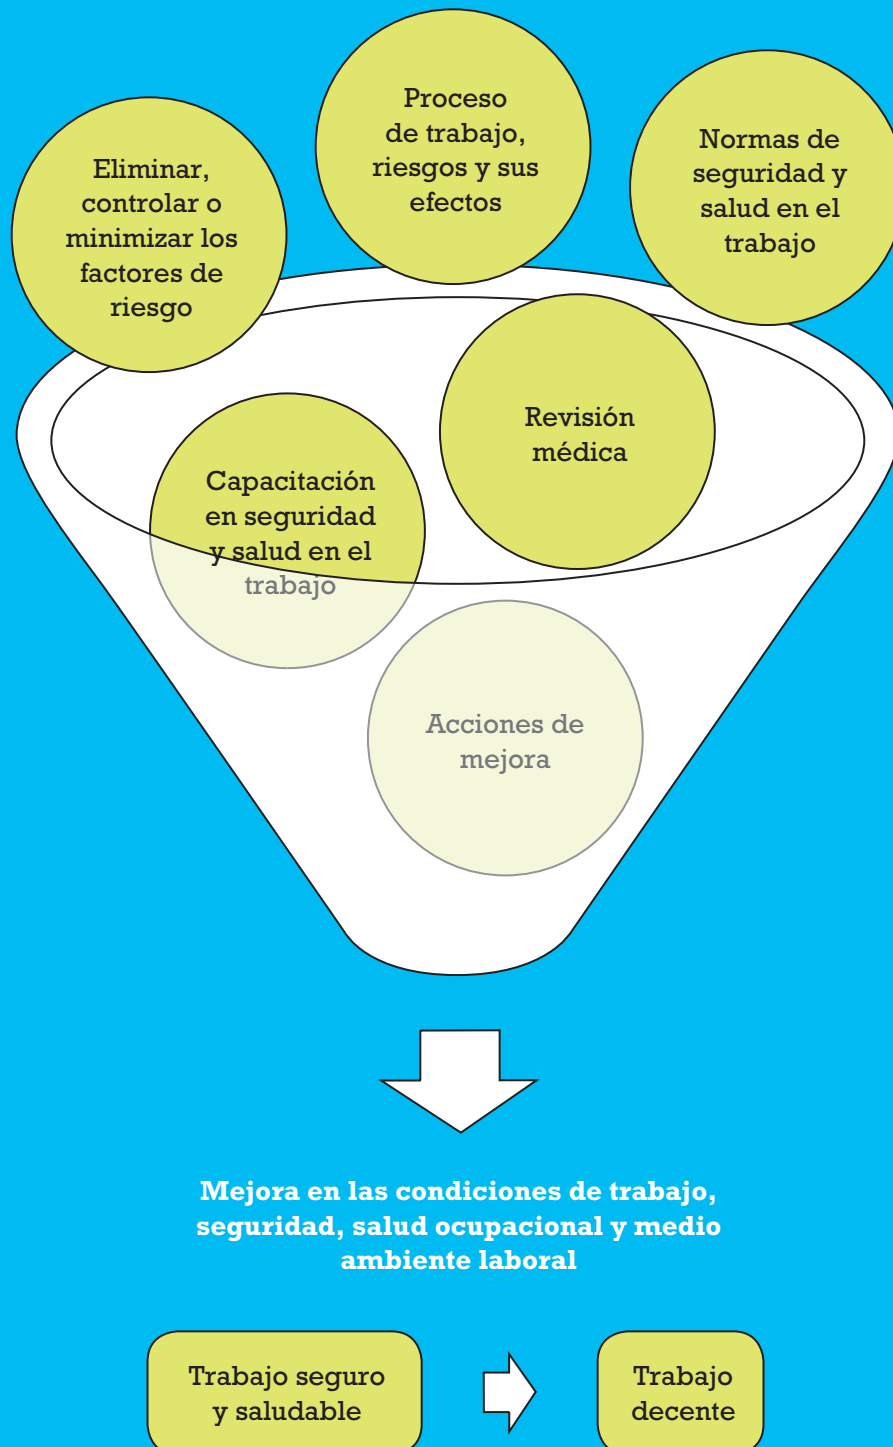 Proceso
de trabajo,
riesgos y sus
efectos
Normas de
seguridad y
salud en el
trabajo
Eliminar,
controlar o
minimizar los
factores de
riesgo
Revisión
médica
Capacitación
en seguridad
y salud en el
trabajo
Acciones de
mejora
Mejora en las condiciones de trabajo,
seguridad, salud ocupacional y medio
ambiente laboral
Trabajo seguro
y saludable
Trabajo
decente